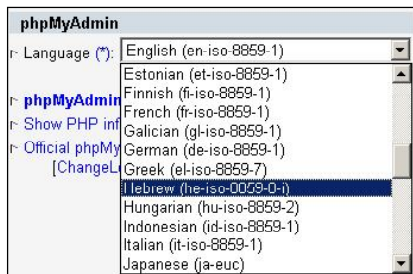 phpMyAdmin
Language (*): English (en-iso-8859-1)
Estonian (et-iso-8859-1)
Finnish (fi-iso-8859-1)
French (fr-iso-8859-1)
Galician (gl-iso-8859-1)
German (de-iso-8859-1)
Greek (el-iso-8859-7)
Hebrew (he-iso-8859-8-i)
Hungarian (hu-iso-8859-2)
Indonesian (id-iso-8859-1)
Italian (it-iso-8859-1)
Japanese (ja-euc)
phpMyAdmin
Show PHP inf
Official phpMy
[ChangeL